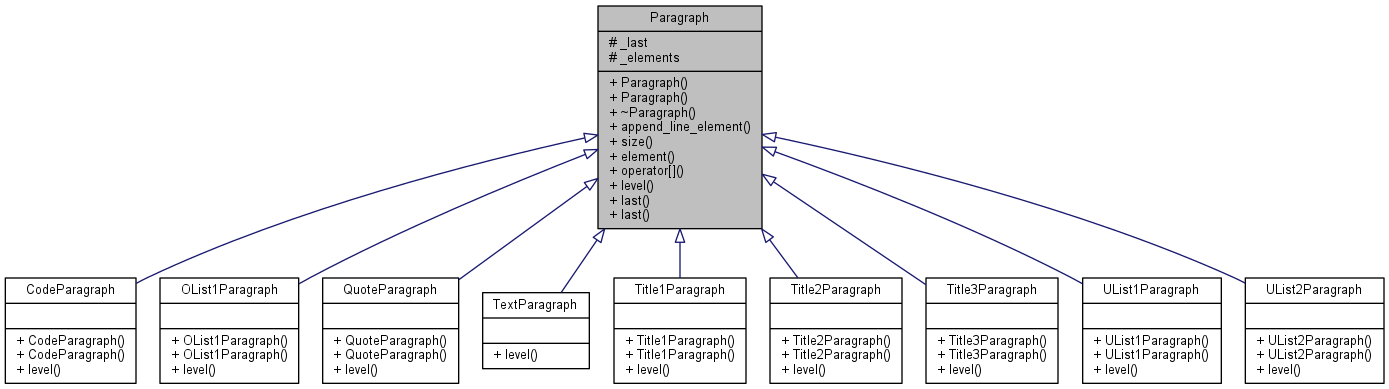 Paragraph
# _last
# _elements
+ Paragraph()
+ Paragraph()
+ ~Paragraph()
+ append_line_element()
+ size()
+ element()
+ operator[]()
+ level()
+ last()
+ last()
CodeParagraph
+ CodeParagraph()
+ CodeParagraph()
+ level()
OList1Paragraph
+ OList1Paragraph()
+ OList1Paragraph()
+ level()
QuoteParagraph
+ QuoteParagraph()
+ QuoteParagraph()
+ level()
TextParagraph
+ level()
Title1Paragraph
+ Title1Paragraph()
+ Title1Paragraph()
+ level()
Title2Paragraph
+ Title2Paragraph()
+ Title2Paragraph()
+ level()
Title3Paragraph
+ Title3Paragraph()
+ Title3Paragraph()
+ level()
UList1Paragraph
+ UList1Paragraph()
+ UList1Paragraph()
+ level()
UList2Paragraph
+ UList2Paragraph()
+ UList2Paragraph()
+ level()